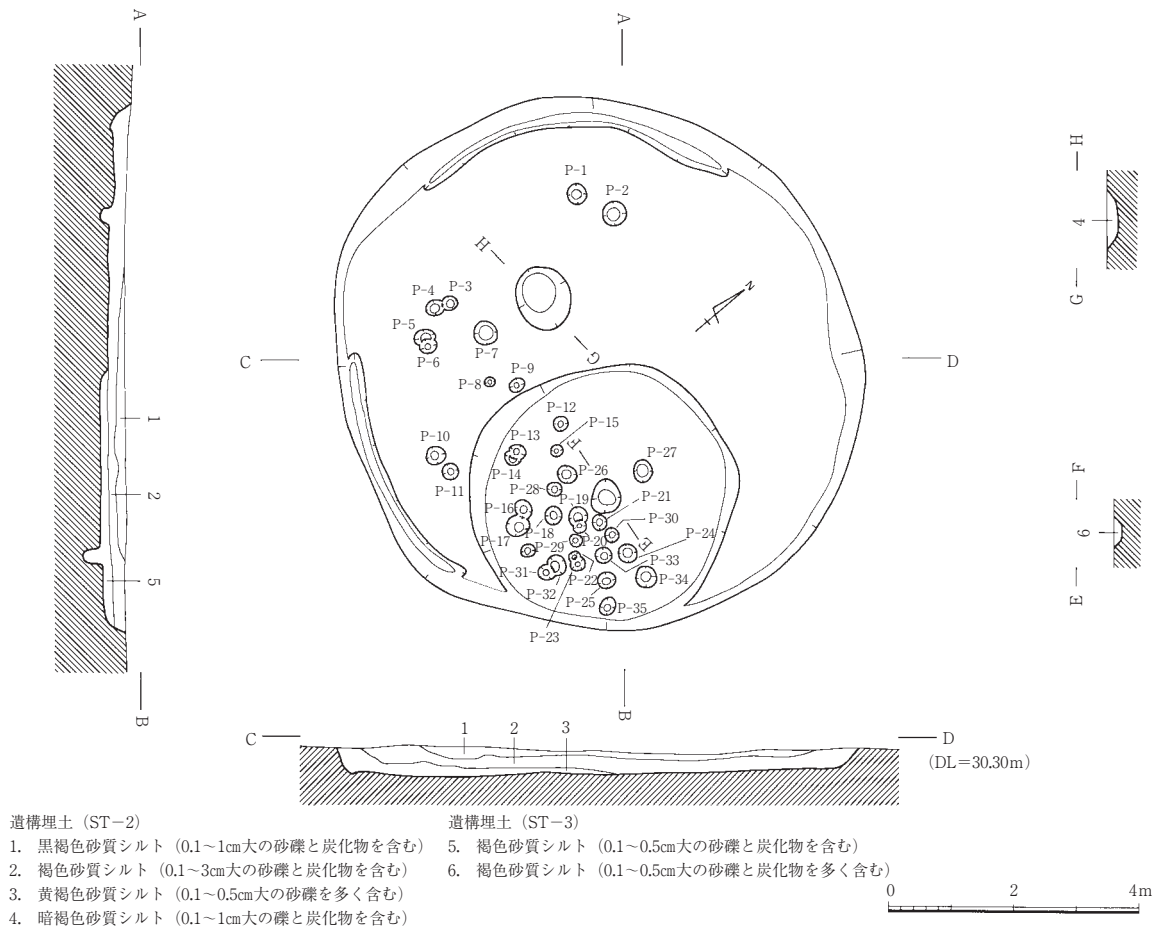 A
A
P-1
P-2
H
H
4
G
N
P-4
P-3
P-5
P-6
P-7
G
C
D
P-8
P-9
1
P-12
P-15
P-10
P-13
F
P-14
P-26
P-27
P-11
F
2
P-28
P-19
P-21
P-16
P-30
6
P-18
P-24
P-17
P-29
P-20
E
P-33
5
P-31
P-22
P-34
P-32
P-25
P-35
E
P-23
B
B
C
1
2
3
D
(DL=30.30m)
遺構埋土（ST-2）
1. 黒褐色砂質シルト（0.1～1㎝大の砂礫と炭化物を含む）
2. 褐色砂質シルト（0.1～3㎝大の砂礫と炭化物を含む）
3. 黄褐色砂質シルト（0.1～0.5㎝大の砂礫を多く含む）
4. 暗褐色砂質シルト（0.1～1㎝大の礫と炭化物を含む）
遺構埋土（ST-3）
5. 褐色砂質シルト（0.1～0.5㎝大の砂礫と炭化物を含む）
6. 褐色砂質シルト（0.1～0.5㎝大の砂礫と炭化物を多く含む）
0
2
4m